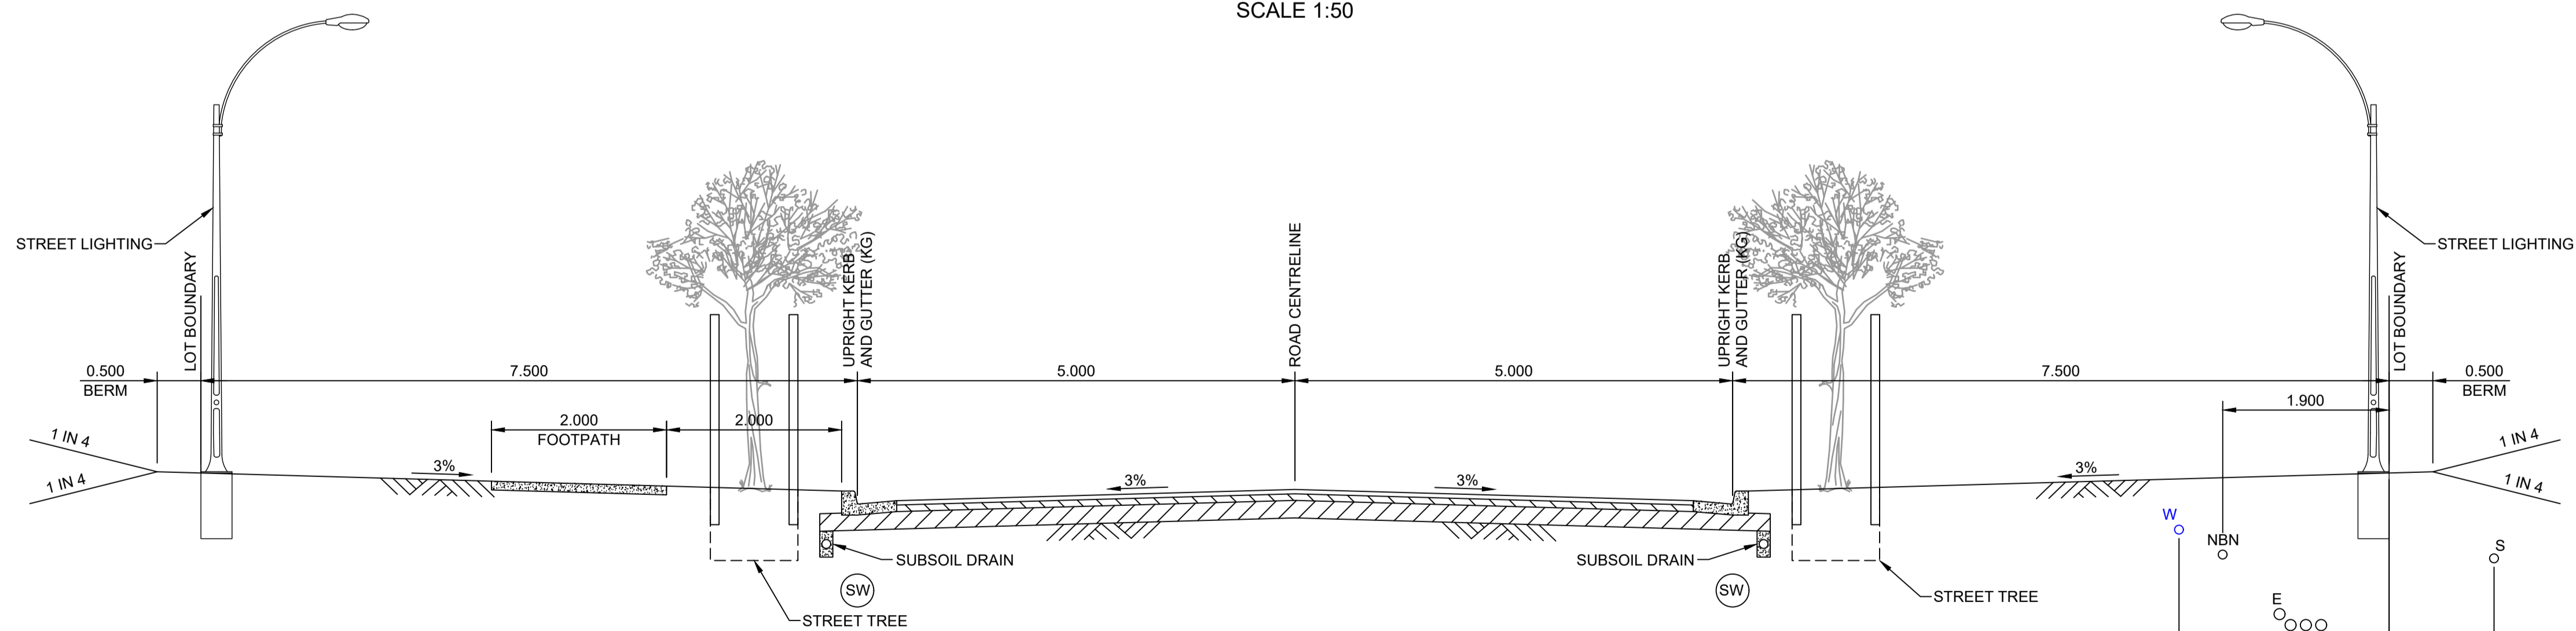 SCALE 1:50
STREET LIGHTING
STREET LIGHTING
LOT BOUNDARY
UPRIGHT KERB
AND GUTTER (KG)
ROAD CENTRELINE
UPRIGHT KERB
AND GUTTER (KG)
LOT BOUNDARY
0.500
BERM
7.500
5.000
5.000
7.500
0.500
BERM
1.900
2.000
FOOTPATH
2.000
1 IN 4
1 IN 4
3%
3%
3%
3%
1 IN 4
1 IN 4
W
NBN
S
E
SUBSOIL DRAIN
SUBSOIL DRAIN
SW
SW
STREET TREE
STREET TREE